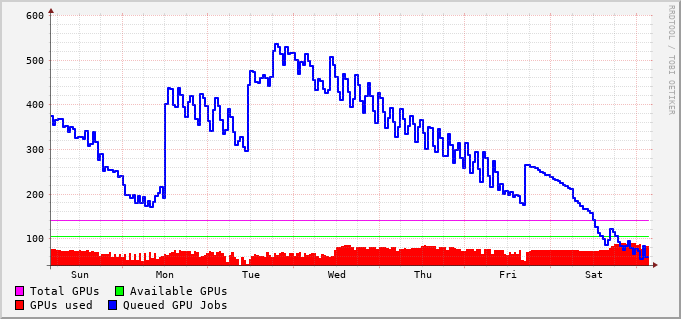 600
500
400
300
200
100
Sun Mon Tue Wed Thu Fri Sat
Total GPUs Available GPUs
GPUs used Queued GPU Jobs
RRDTOOL / TOBI OETIKER